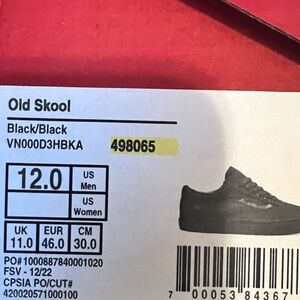 Old Skool
Black/Black
VN000D3HBKA 498065
12.0 US Men
US Women
UK EUR CM
11.0 46.0 30.0
PO#1000887840001020
FSV - 12/22
CPSIA PO/CUT#
420020571000100
7 00053 84367